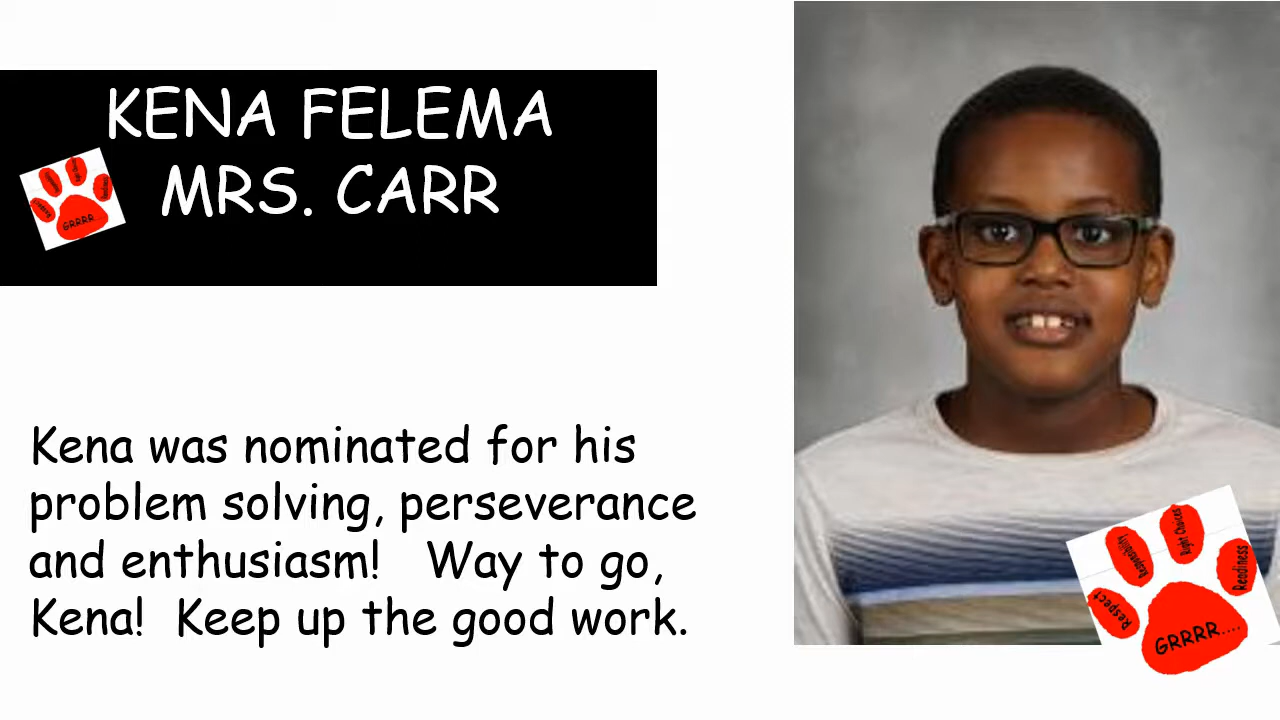 KENA FELEMA
MRS. CARR
GRRRR
Kena was nominated for his
problem solving, perseverance
and enthusiasm!   Way to go,
Kena!  Keep up the good work.
Respect
Responsibility
Right Choices
Readiness
GRRRR....